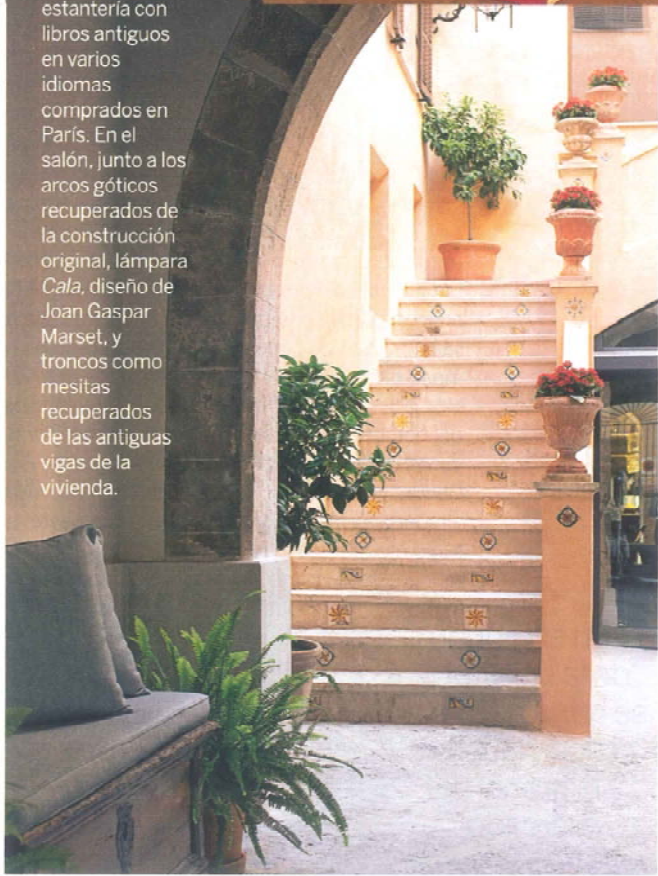 estantería con
libros antiguos
en varios
idiomas
comprados en
París. En el
salón, junto a los
arcos góticos
recuperados de
la construcción
original, lámpara
Cala, diseño de
Joan Gaspar
Marset, y
troncos como
mesitas
recuperados
de las antiguas
vigas de la
vivienda.